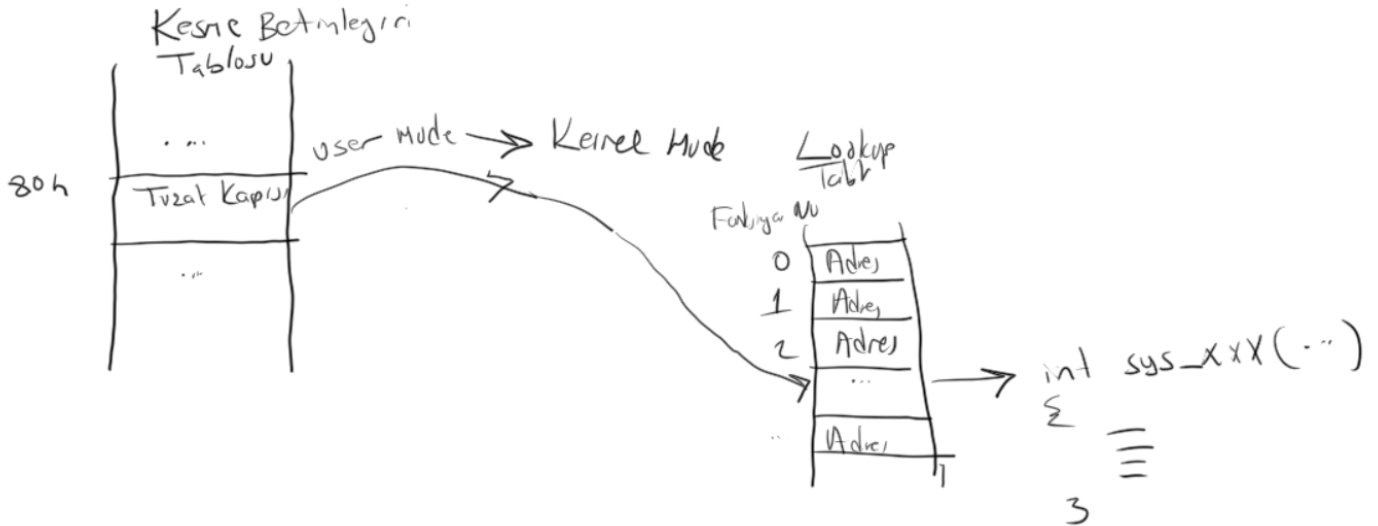 Kesme Betimleyici
Tablosu
....
80h
Tuzak Kapısı
...
user mode → Kernel Mode
Lookup
Table
Fonksiyon No
0 Adres
1 Adres
2 Adres
...
.. Adres
int sys_xxx(...)
{
}